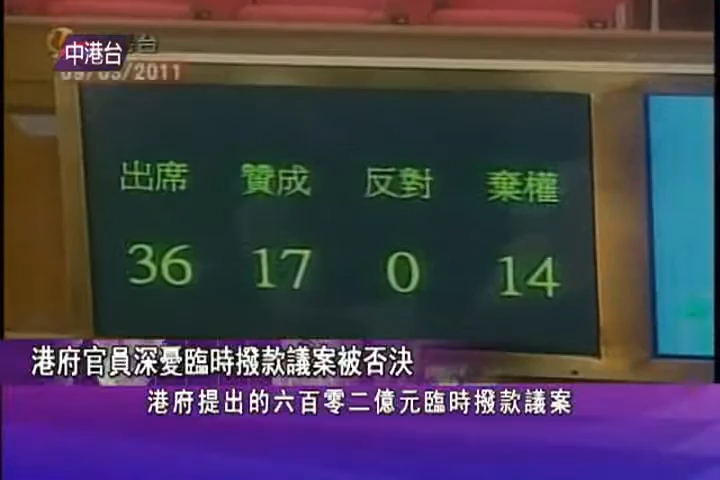 中港台
09/03/2011
出席 贊成 反對 棄權
36 17 0 14
港府官員深憂臨時撥款議案被否決
港府提出的六百零二億元臨時撥款議案